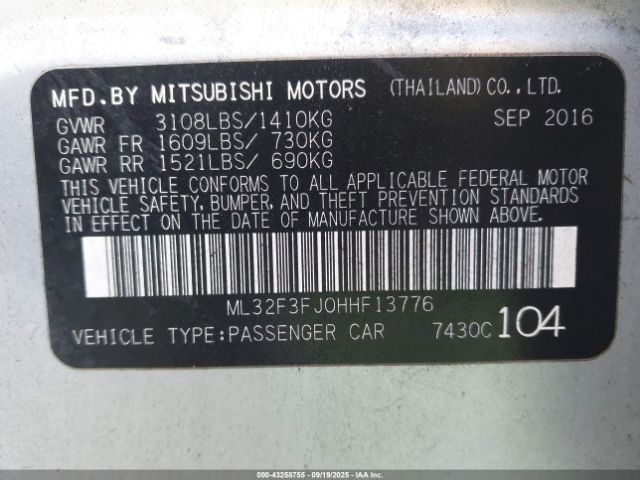 MFD.BY MITSUBISHI MOTORS (THAILAND)CO.,LTD.
GVWR 3108LBS/1410KG SEP 2016
GAWR FR 1609LBS/ 730KG
GAWR RR 1521LBS/ 690KG
THIS VEHICLE CONFORMS TO ALL APPLICABLE FEDERAL MOTOR
VEHICLE SAFETY, BUMPER, AND THEFT PREVENTION STANDARDS
IN EFFECT ON THE DATE OF MANUFACTURE SHOWN ABOVE.
ML32F3FJ0HHF13776
VEHICLE TYPE:PASSENGER CAR 7430C 104
000-43258755 - 09/19/2025 - IAAI.COM